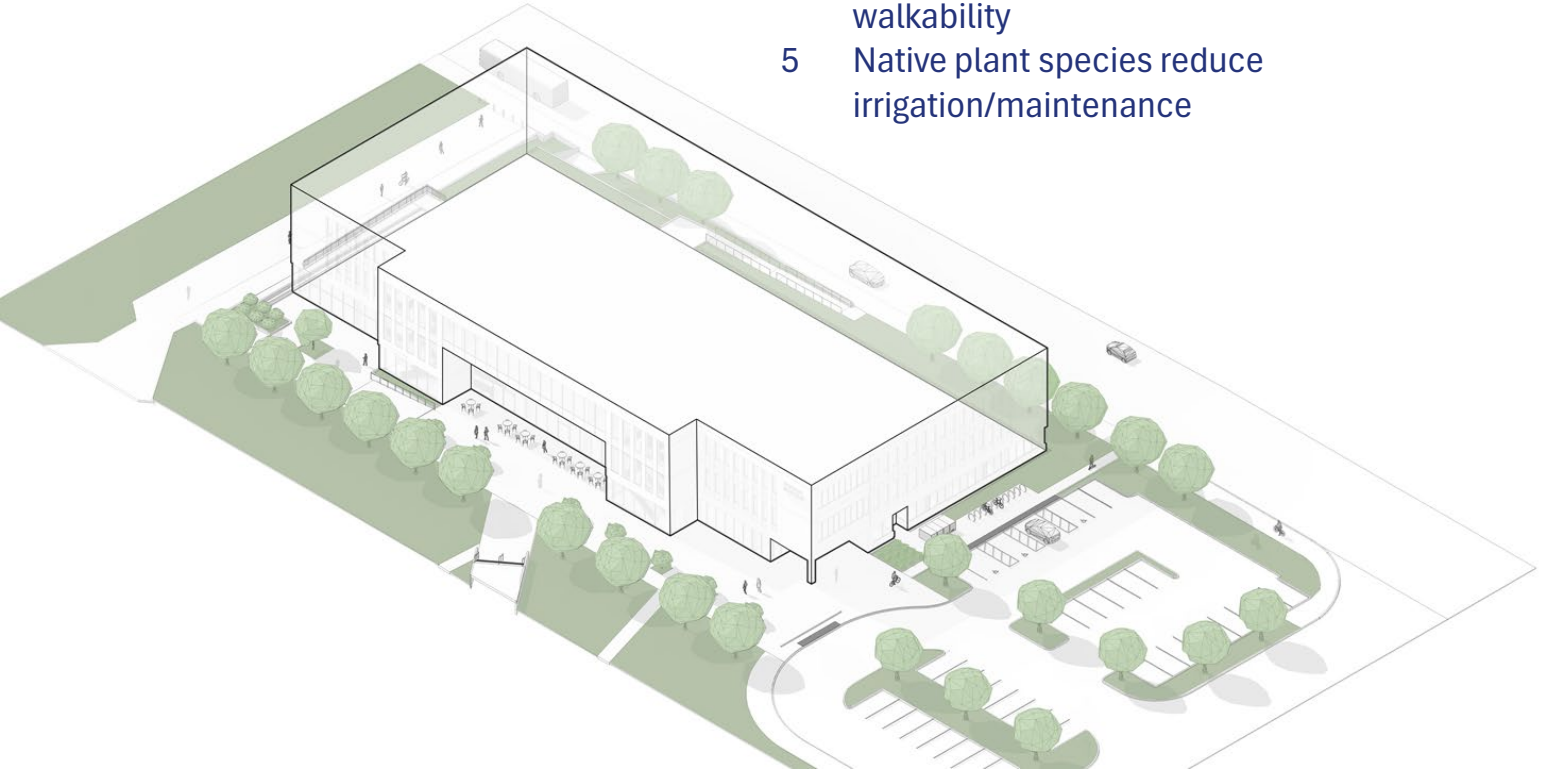 walkability
5 Native plant species reduce
irrigation/maintenance